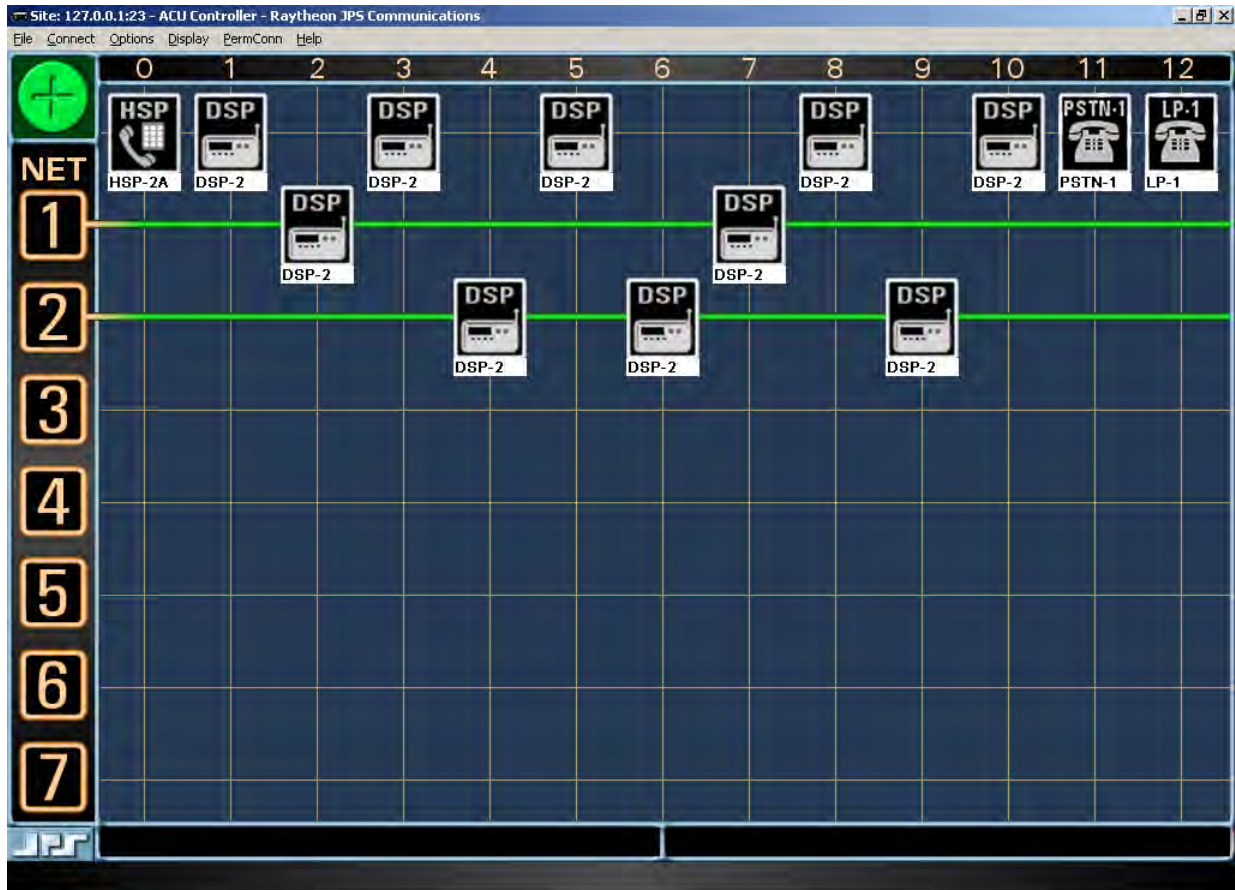 Site: 127.0.0.1:23 - ACU Controller - Raytheon JPS Communications
File Connect Options Display PermConn Help
0 1 2 3 4 5 6 7 8 9 10 11 12
HSP DSP DSP DSP DSP DSP PSTN-1 LP-1
HSP-2A DSP-2 DSP-2 DSP-2 DSP-2 DSP-2 PSTN-1 LP-1
NET
1 DSP DSP
DSP-2 DSP-2
2 DSP DSP DSP
DSP-2 DSP-2 DSP-2
3
4
5
6
7
JPS